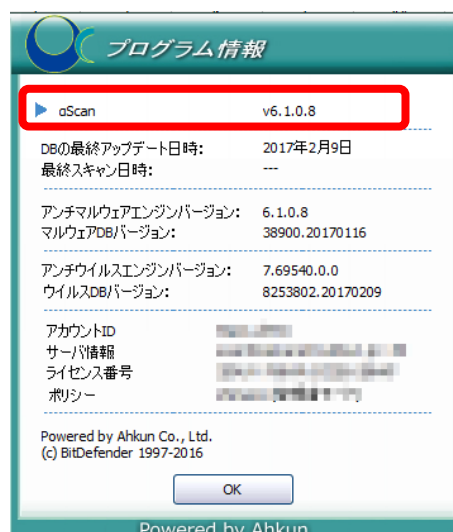 プログラム情報
αScan v6.1.0.8
DBの最終アップデート日時: 2017年2月9日
最終スキャン日時: ---
アンチマルウェアエンジンバージョン: 6.1.0.8
マルウェアDBバージョン: 38900.20170116
アンチウイルスエンジンバージョン: 7.69540.0.0
ウイルスDBバージョン: 8253802.20170209
アカウントID
サーバ情報
ライセンス番号
ポリシー
Powered by Ahkun Co., Ltd.
(c) BitDefender 1997-2016
OK
Powered by Ahkun